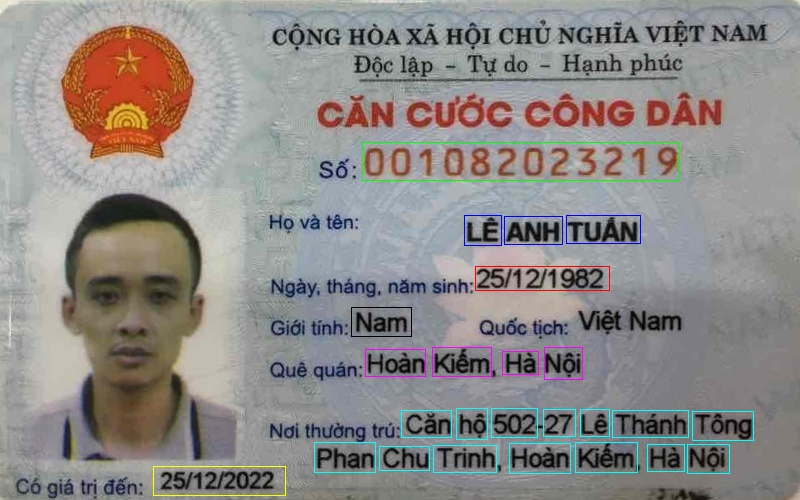 CỘNG HÒA XÃ HỘI CHỦ NGHĨA VIỆT NAM
Độc lập - Tự do - Hạnh phúc
CĂN CƯỚC CÔNG DÂN
Số: 001082023219
Họ và tên: LÊ ANH TUẤN
Ngày, tháng, năm sinh: 25/12/1982
Giới tính: Nam Quốc tịch: Việt Nam
Quê quán: Hoàn Kiếm, Hà Nội
Nơi thường trú: Căn hộ 502-27 Lê Thánh Tông
Phan Chu Trinh, Hoàn Kiếm, Hà Nội
Có giá trị đến: 25/12/2022